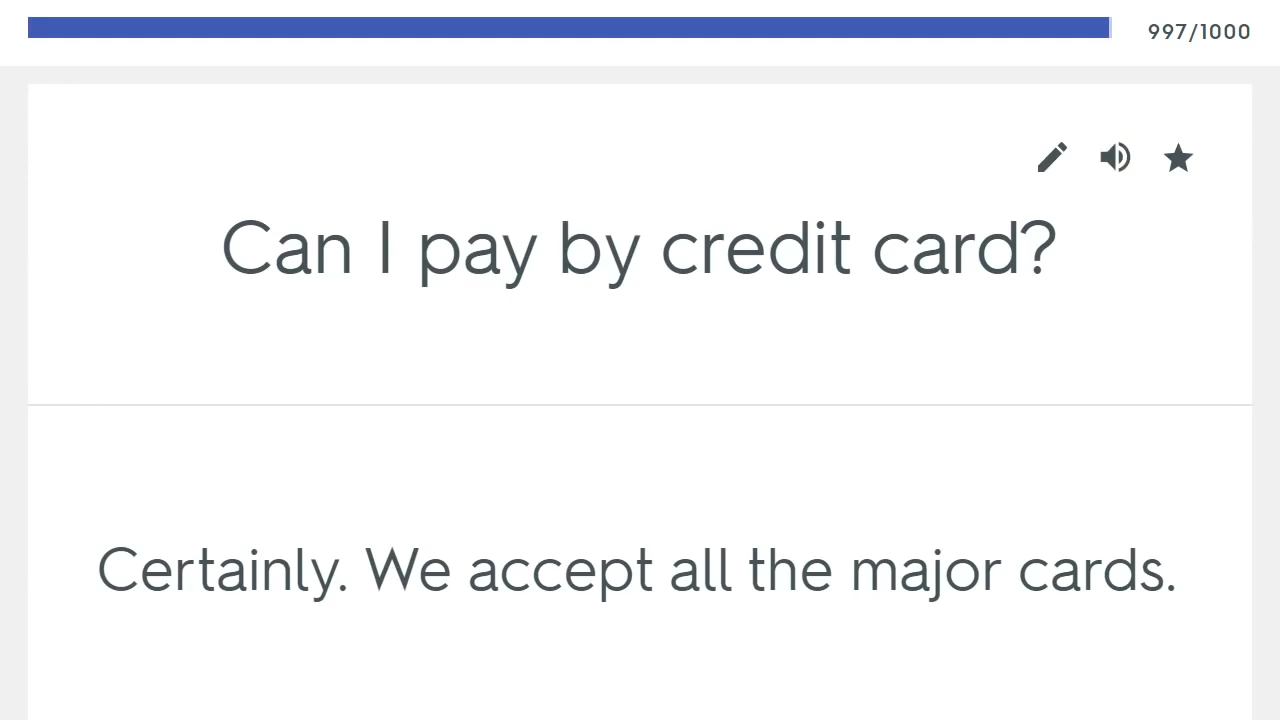 997/1000
Can I pay by credit card?
Certainly. We accept all the major cards.